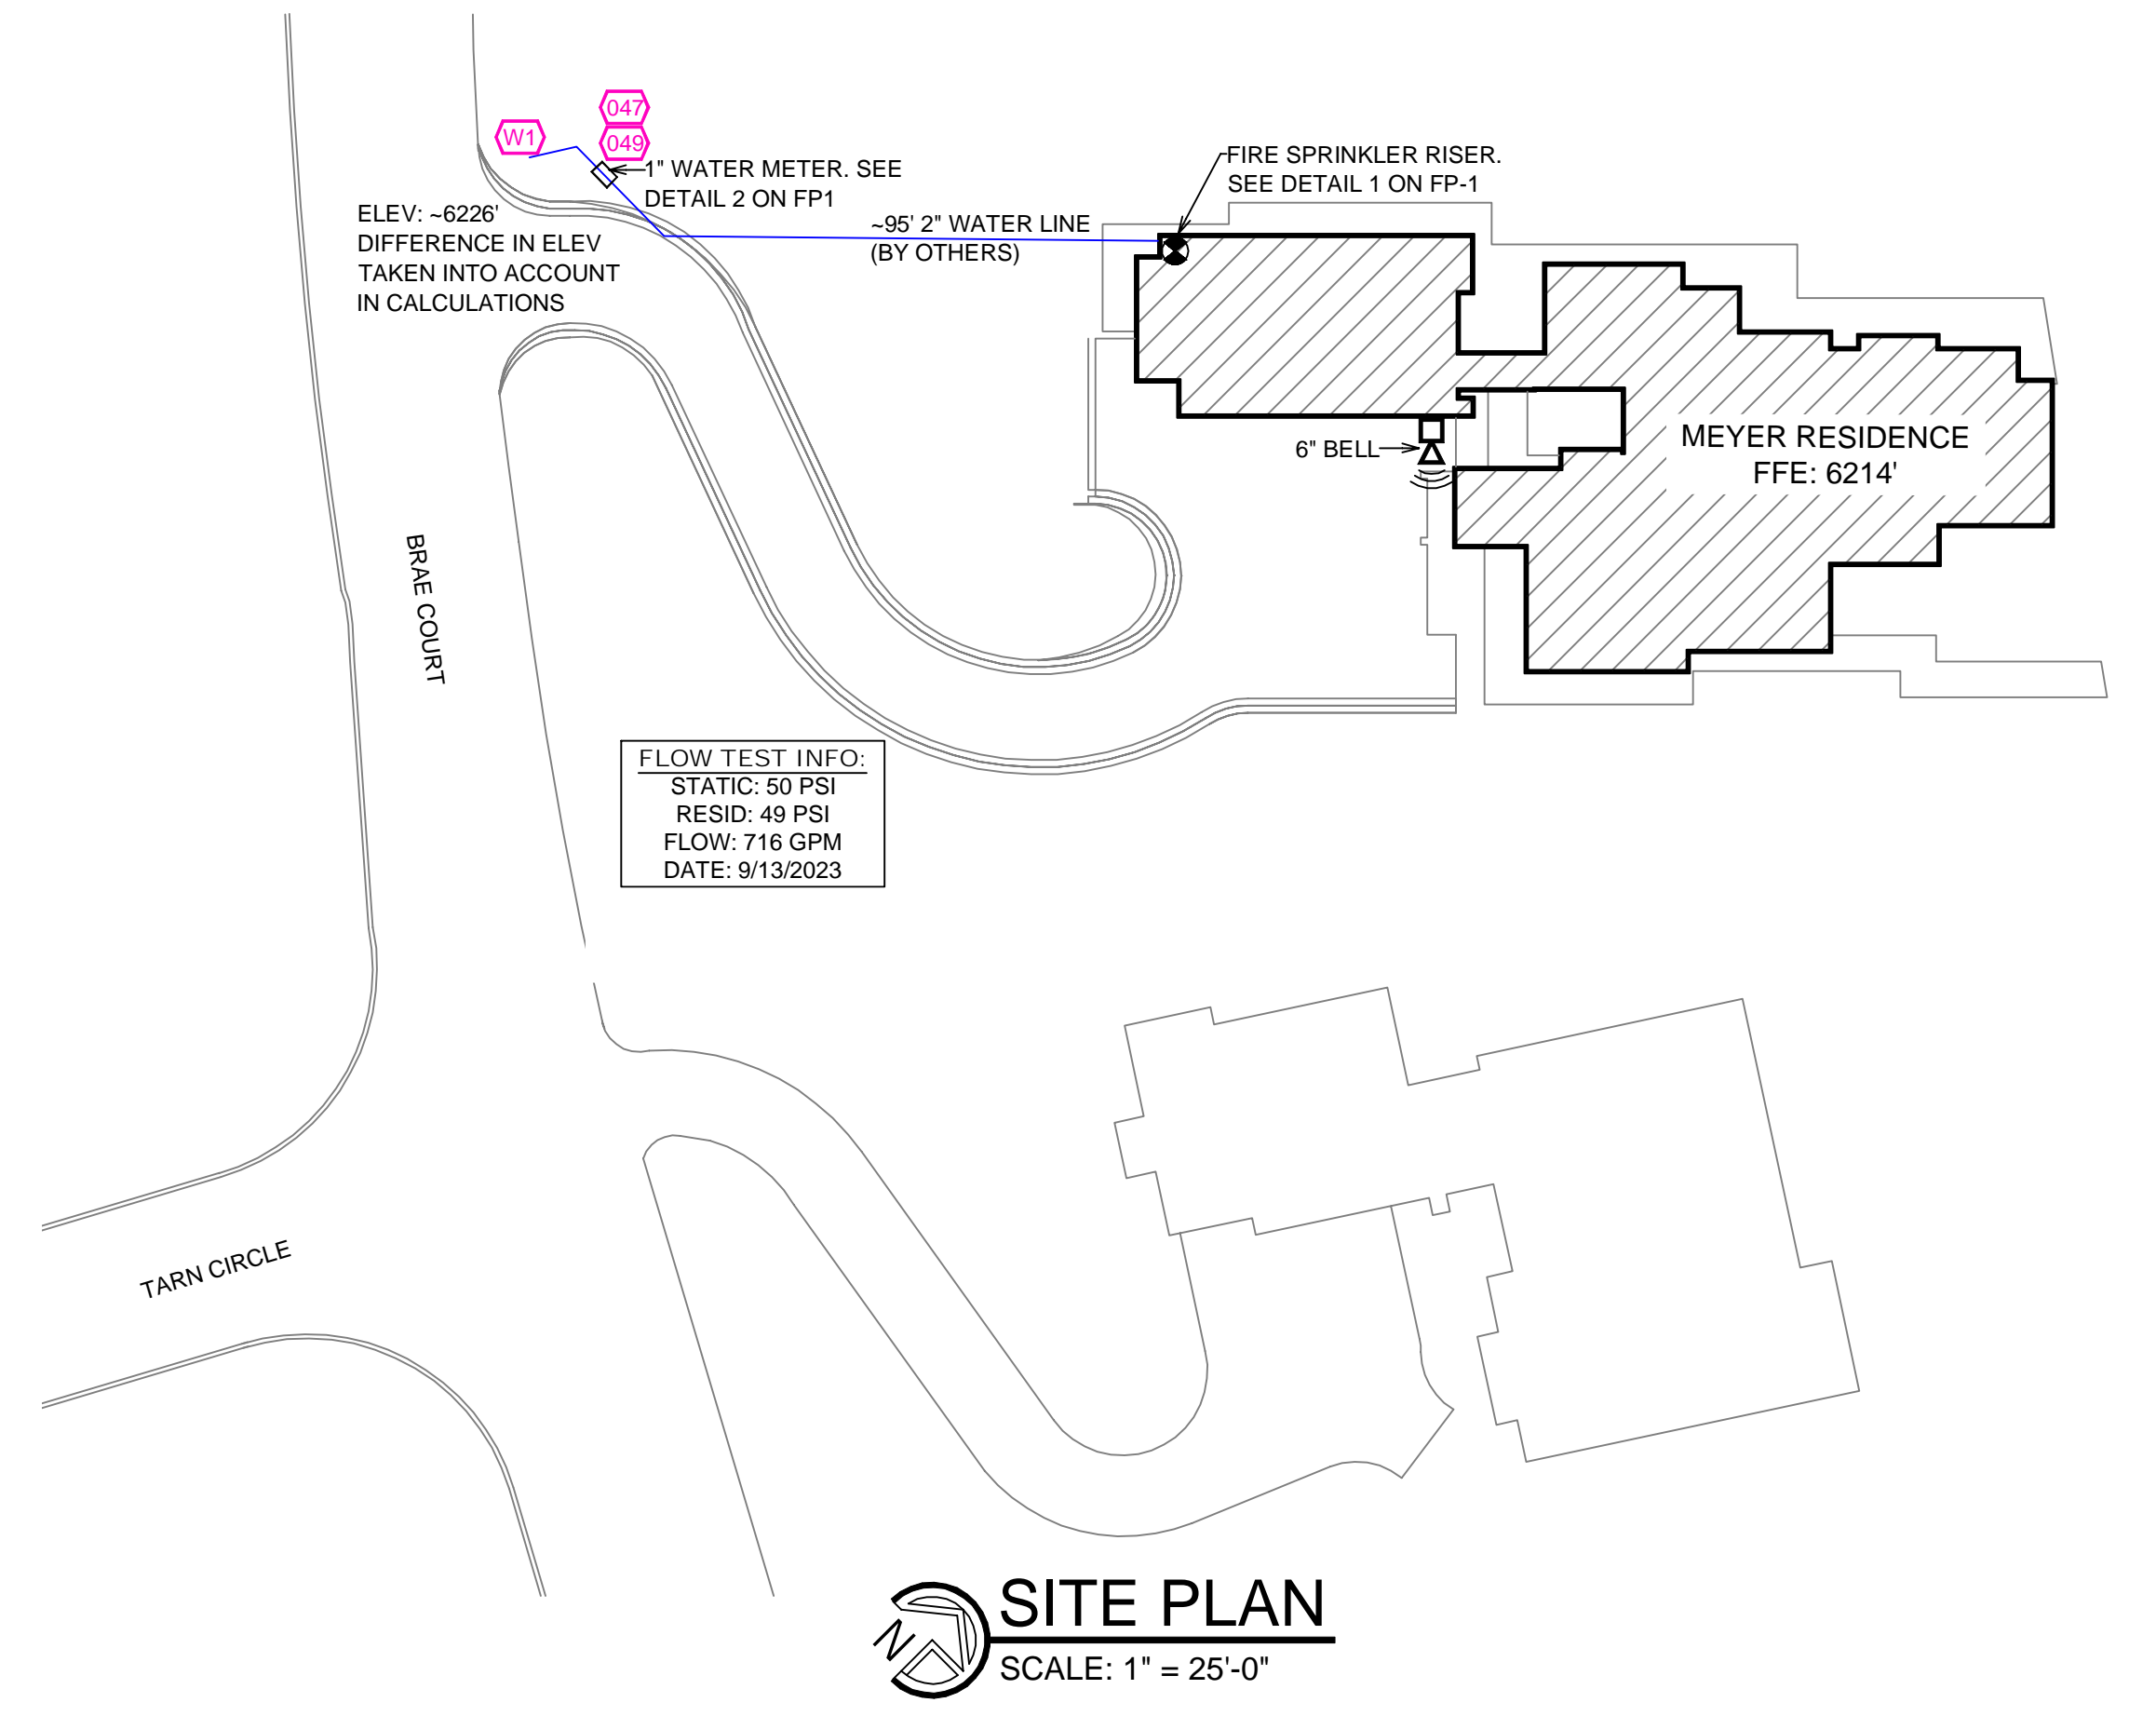 047
W1
049
1" WATER METER. SEE
DETAIL 2 ON FP1
FIRE SPRINKLER RISER.
SEE DETAIL 1 ON FP-1
ELEV: ~6226'
DIFFERENCE IN ELEV
TAKEN INTO ACCOUNT
IN CALCULATIONS
~95' 2" WATER LINE
(BY OTHERS)
6" BELL
MEYER RESIDENCE
FFE: 6214'
BRAE COURT
FLOW TEST INFO:
STATIC: 50 PSI
RESID: 49 PSI
FLOW: 716 GPM
DATE: 9/13/2023
TARN CIRCLE
N
SITE PLAN
SCALE: 1" = 25'-0"